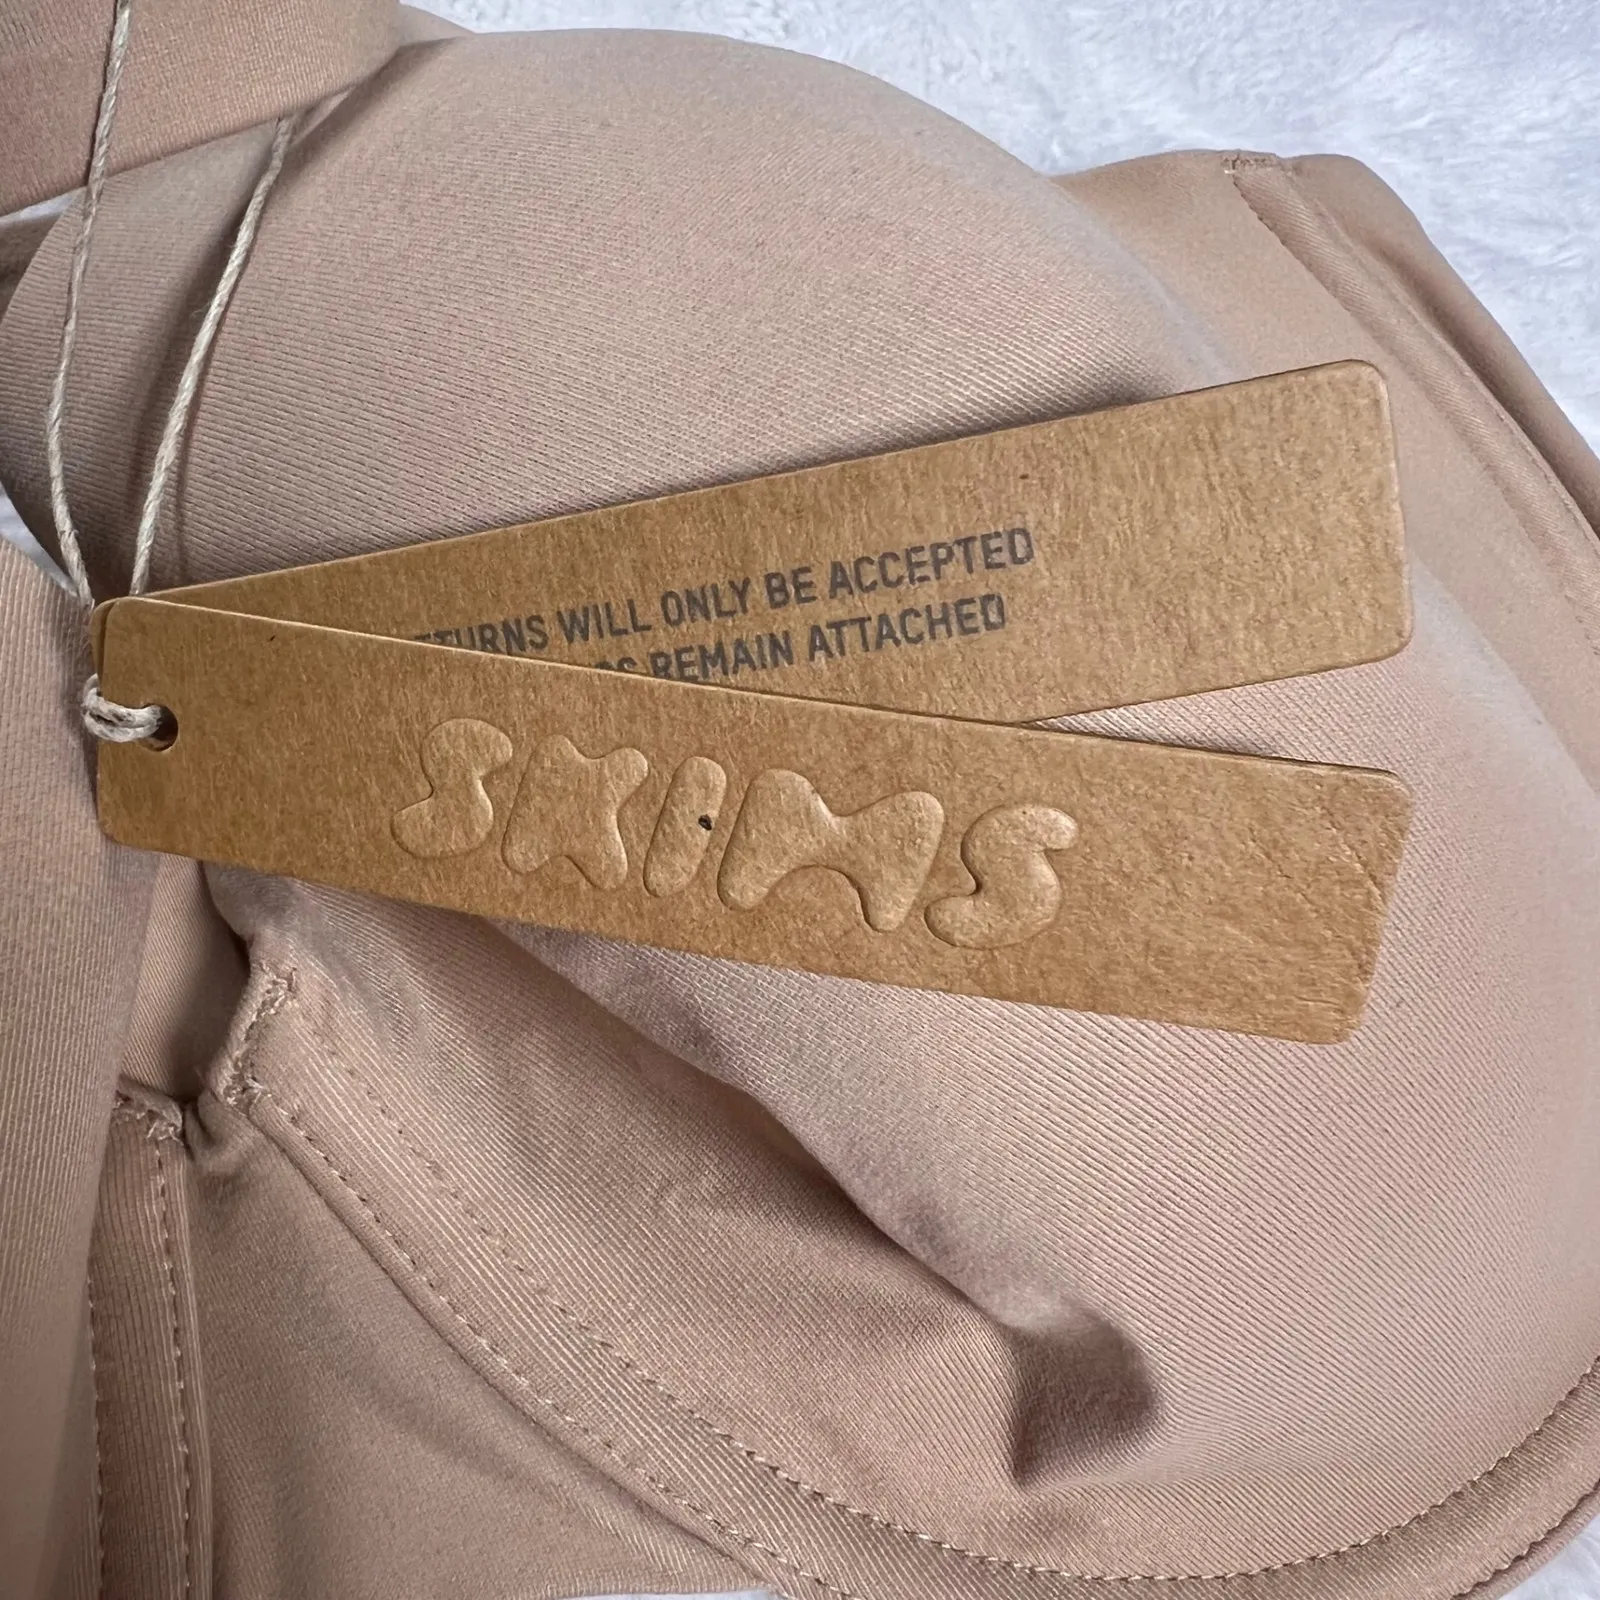 WILL ONLY BE ACCEPTED
REMAIN ATTACHED
SKIMS